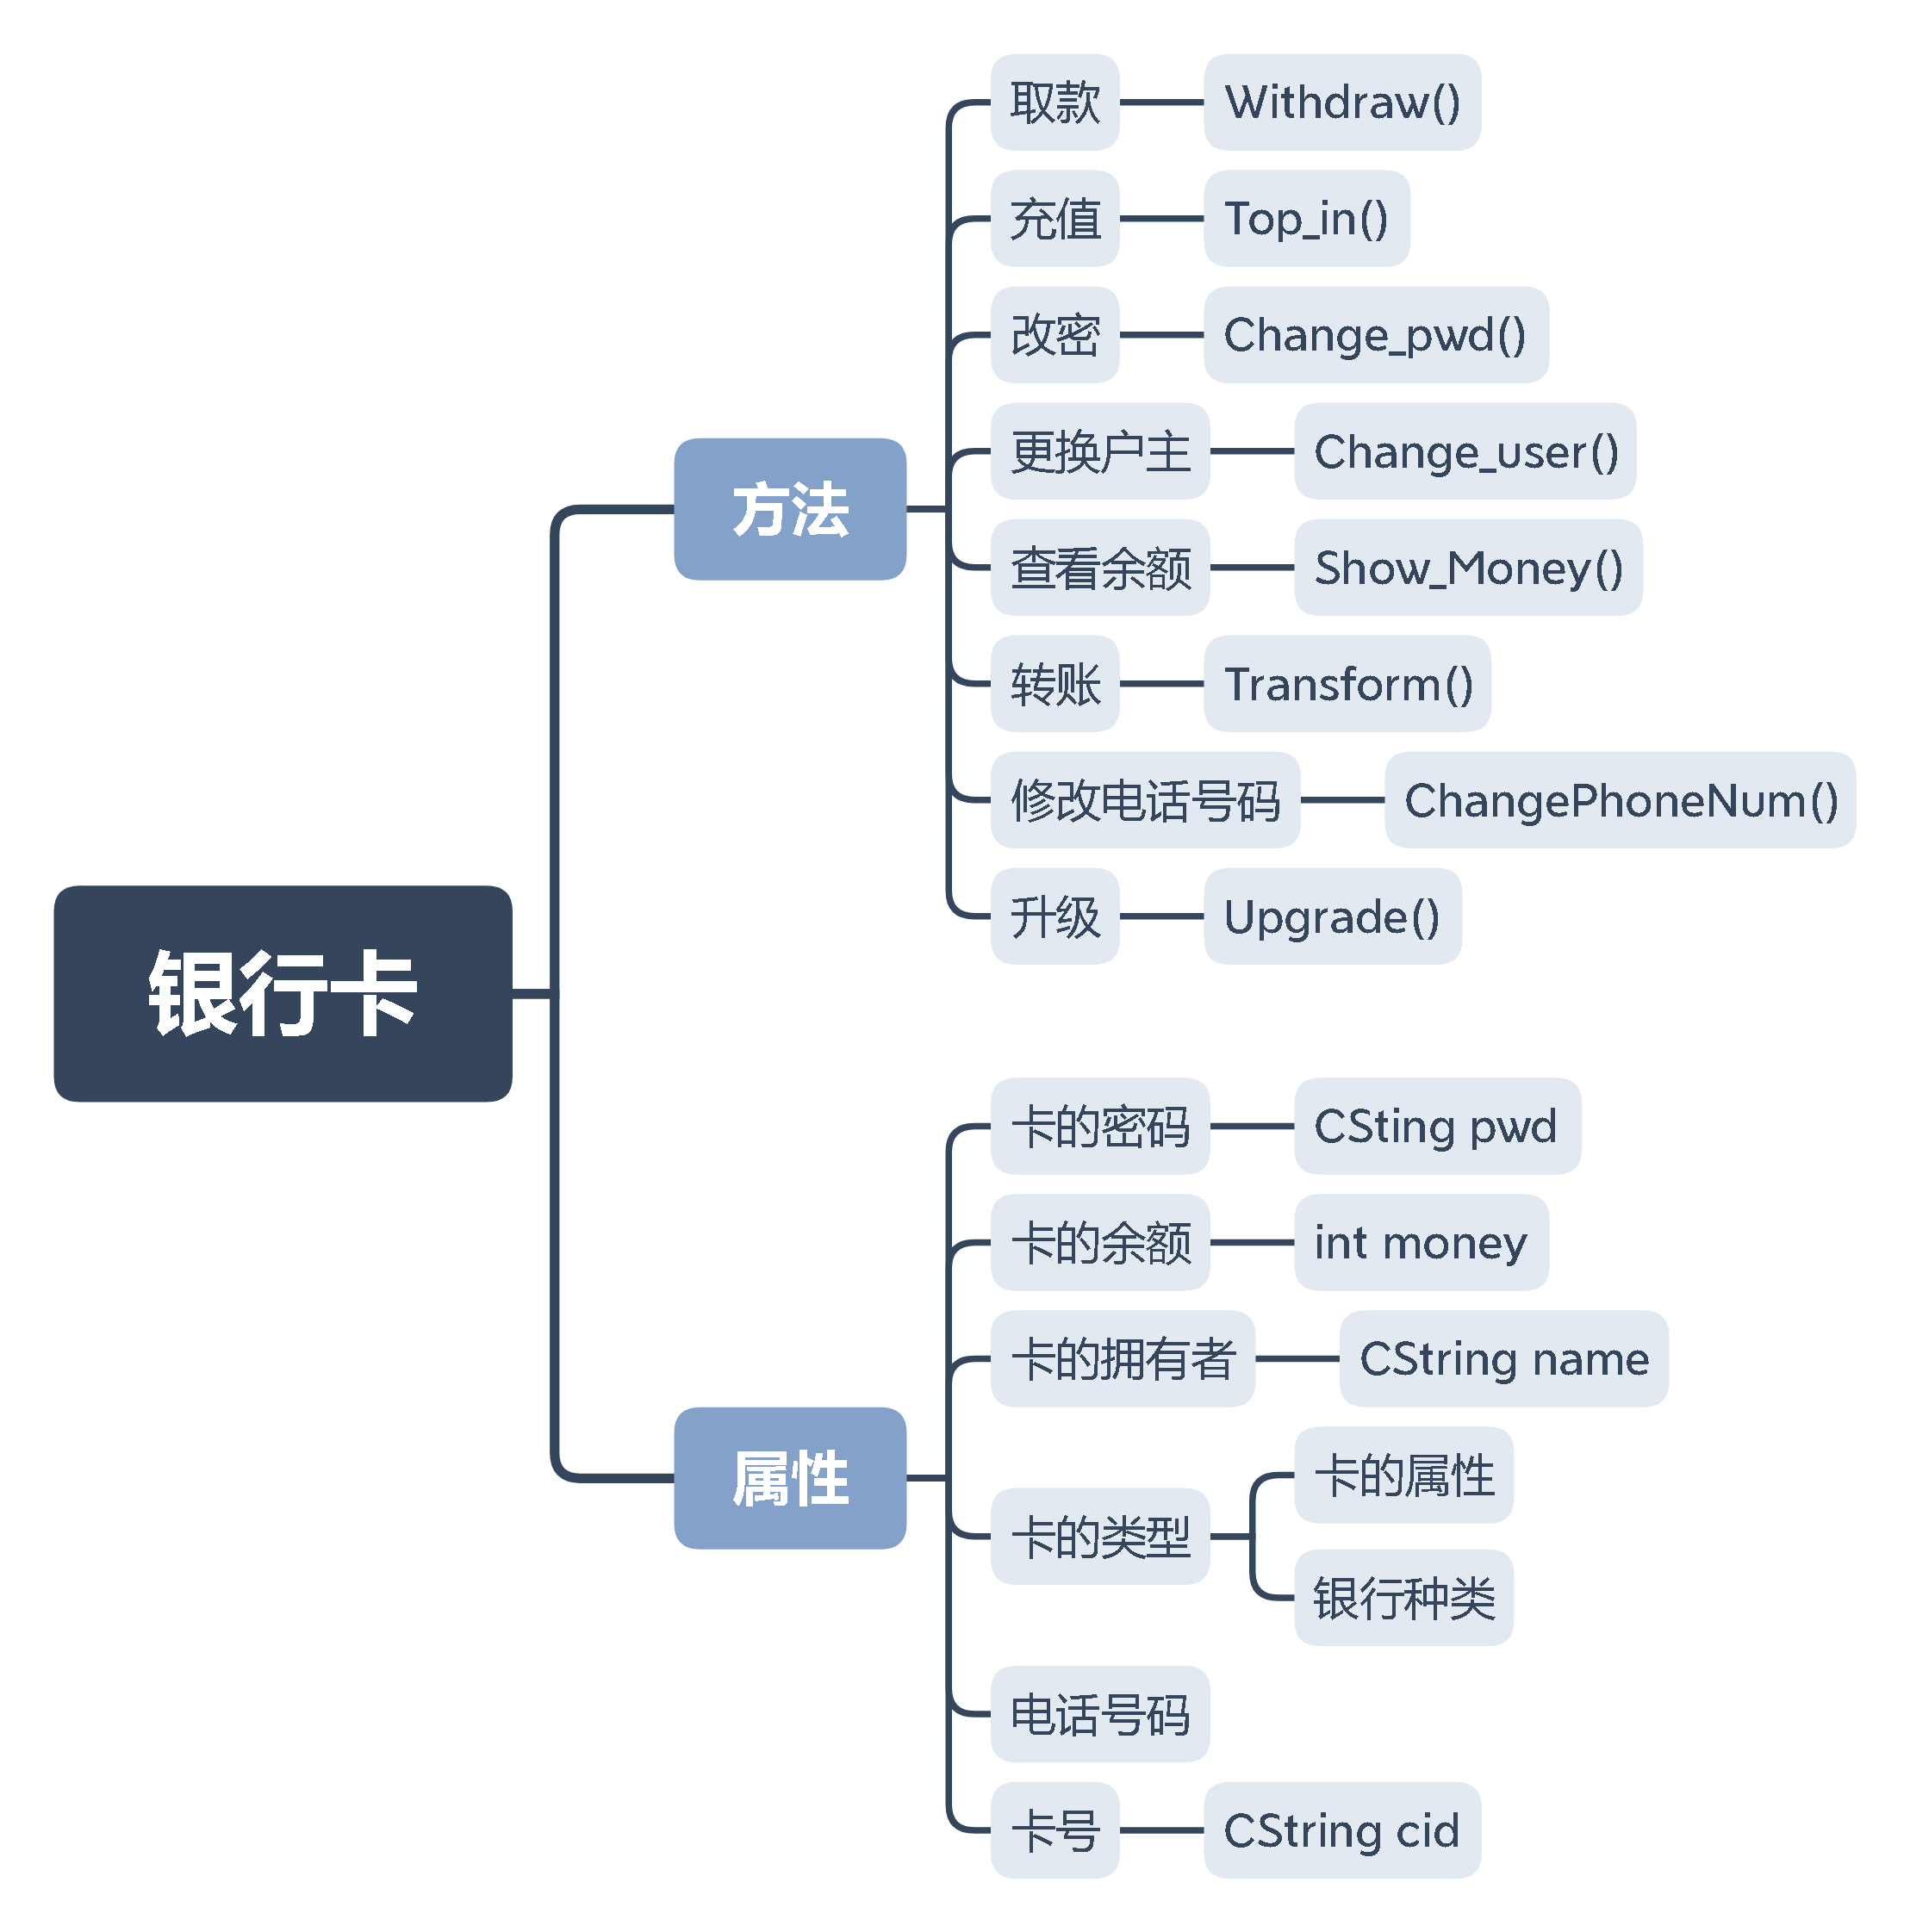 银行卡
方法
取款
Withdraw()
充值
Top_in()
改密
Change_pwd()
更换户主
Change_user()
查看余额
Show_Money()
转账
Transform()
修改电话号码
ChangePhoneNum()
升级
Upgrade()
属性
卡的密码
CSting pwd
卡的余额
int money
卡的拥有者
CString name
卡的类型
卡的属性
银行种类
电话号码
卡号
CString cid